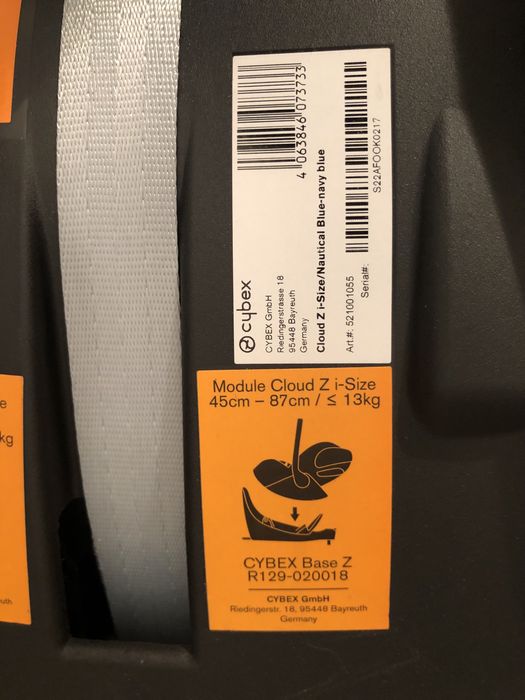 cybex
CYBEX GmbH
Riedingerstrasse 18
95448 Bayreuth
Germany
Cloud Z i-Size/Nautical Blue-navy blue
Art.#: 521001055
Serial#:
4 063846 073733
S22AFOOK0217
Module Cloud Z i-Size
45cm – 87cm / ≤ 13kg
CYBEX Base Z
R129-020018
CYBEX GmbH
Riedingerstr. 18, 95448 Bayreuth
Germany
e
kg
uth